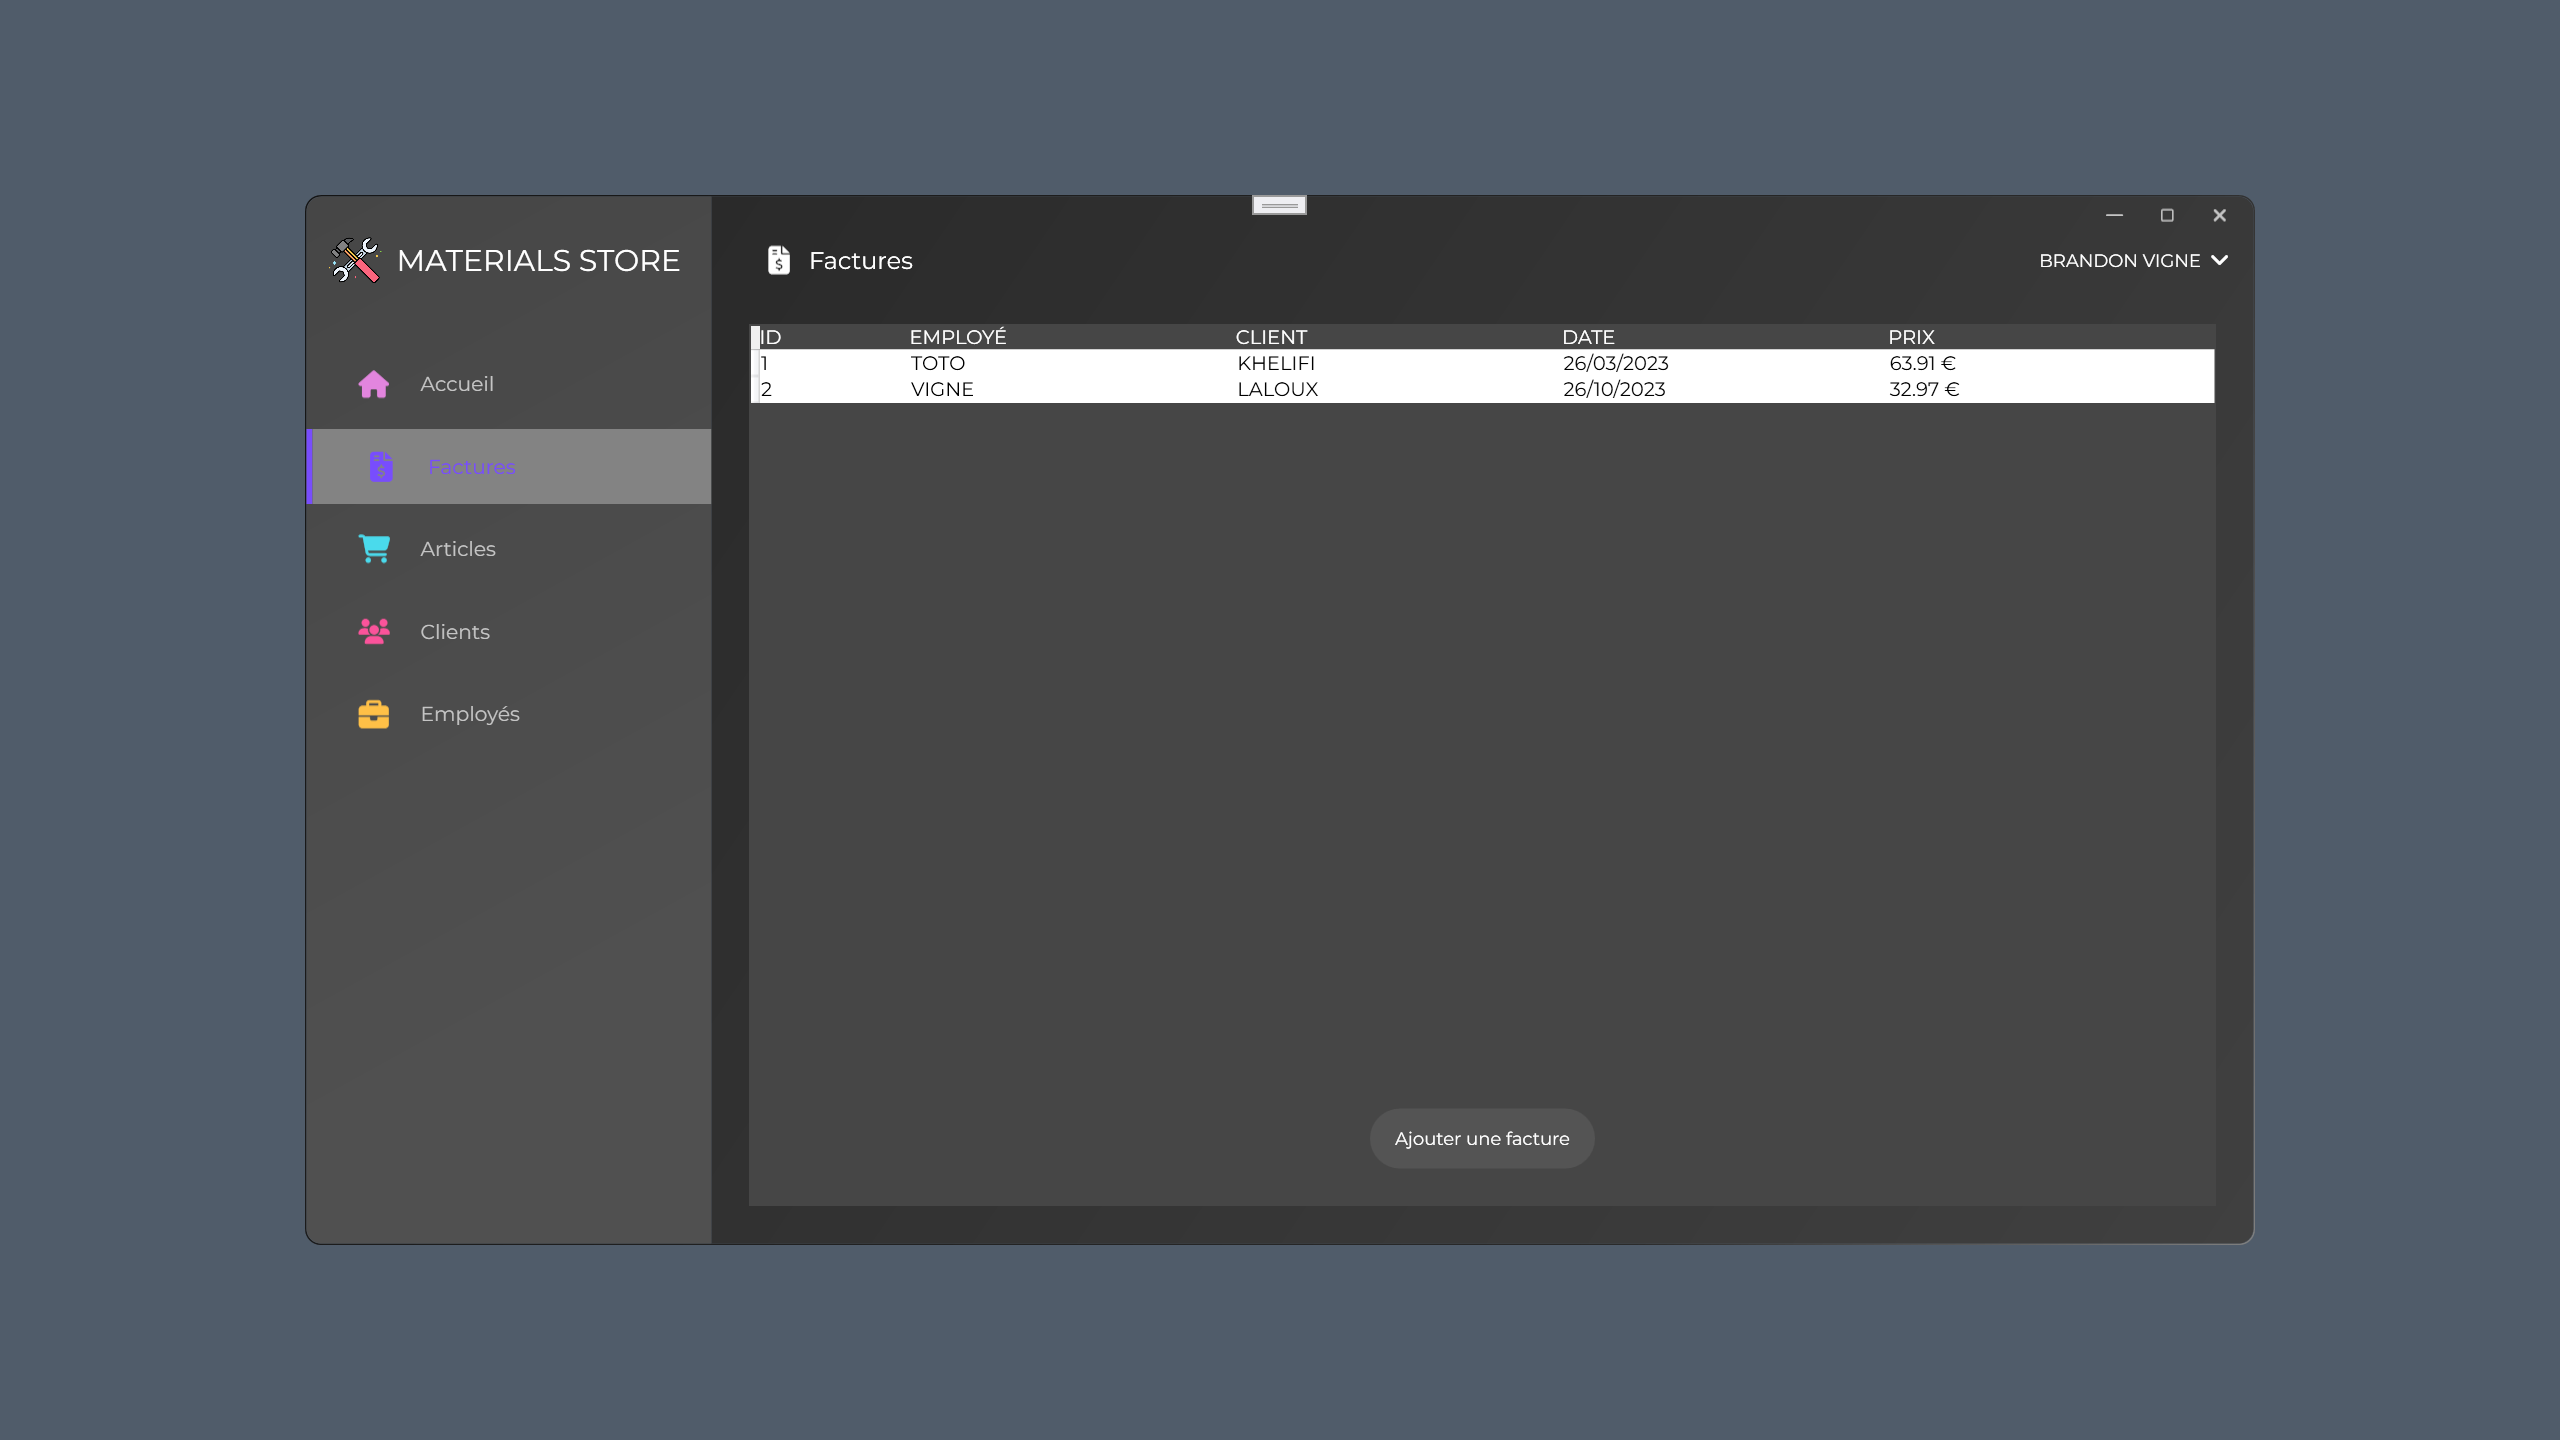 MATERIALS STORE
Accueil
Factures
Articles
Clients
Employés
Factures
BRANDON VIGNE
ID EMPLOYÉ CLIENT DATE PRIX
1 TOTO KHELIFI 26/03/2023 63.91 €
2 VIGNE LALOUX 26/10/2023 32.97 €
Ajouter une facture